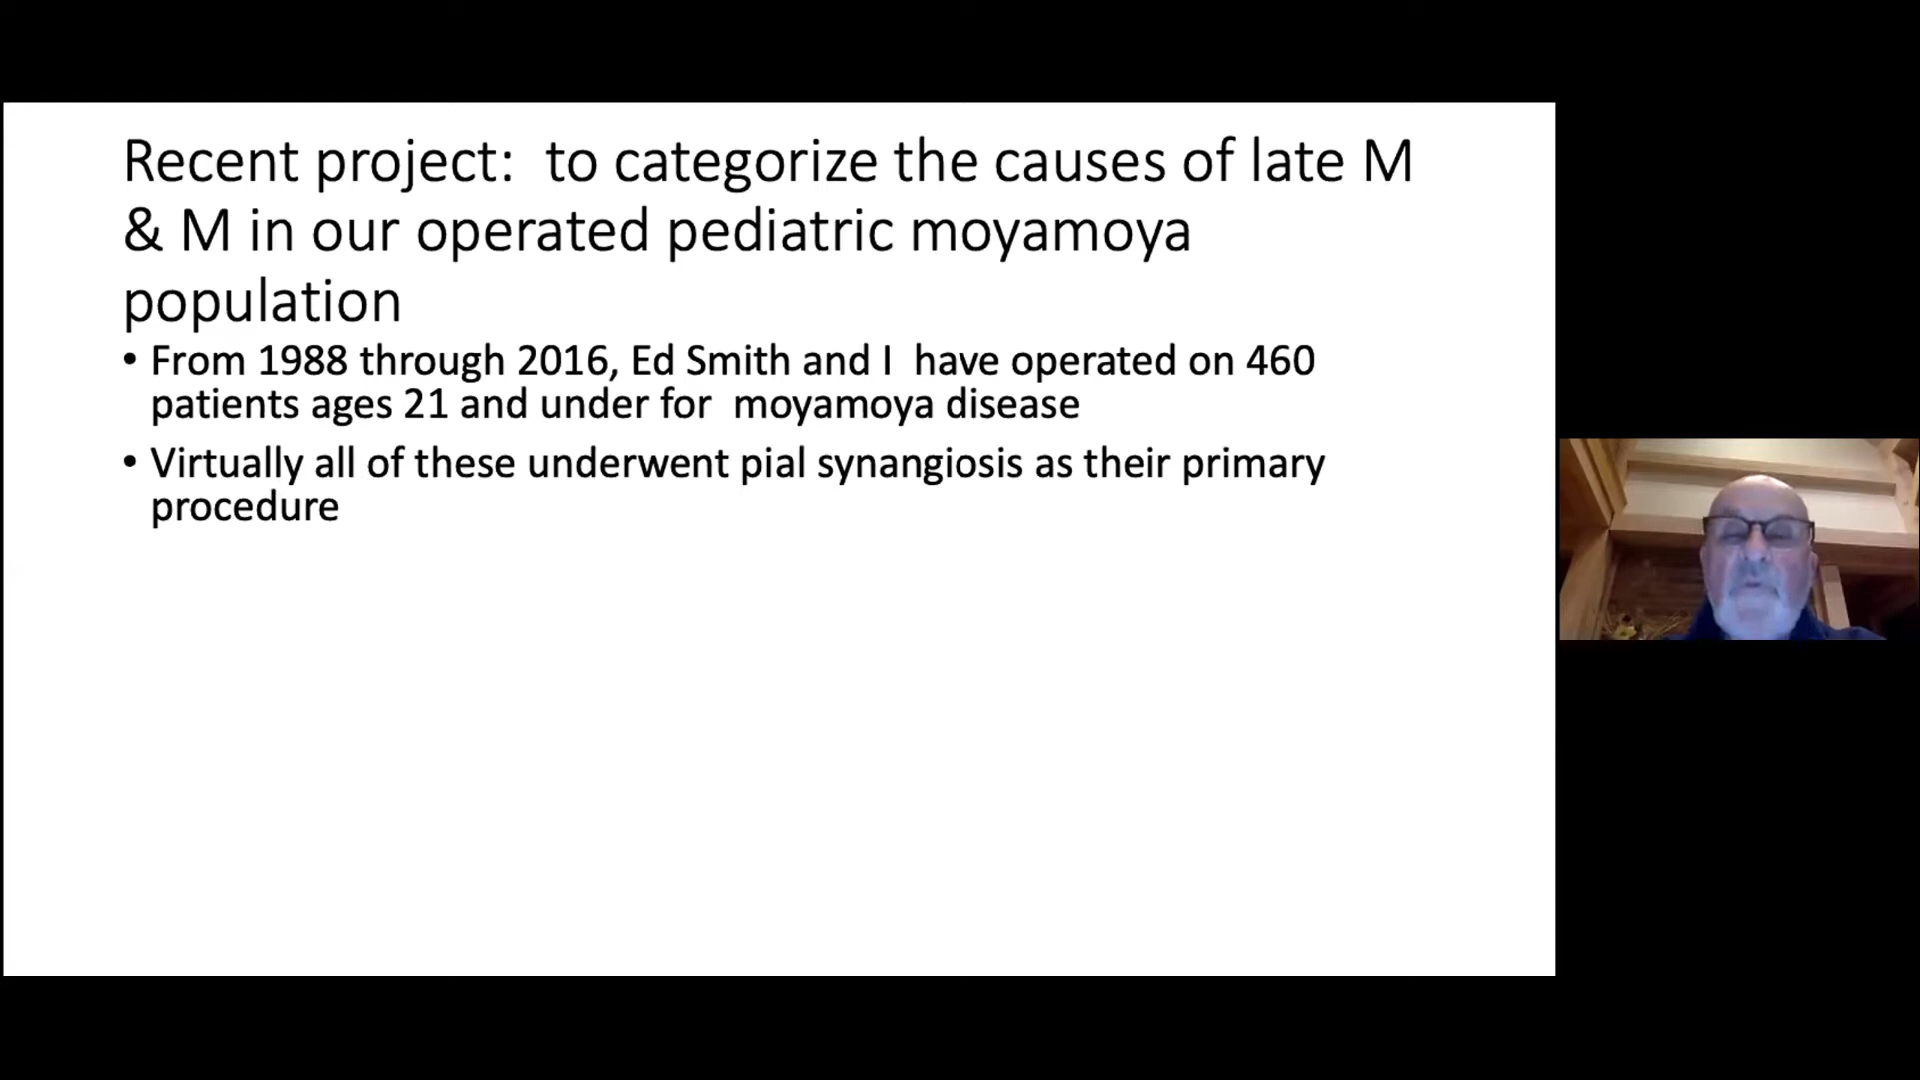 Recent project:  to categorize the causes of late M
& M in our operated pediatric moyamoya
population
• From 1988 through 2016, Ed Smith and I  have operated on 460
patients ages 21 and under for  moyamoya disease
• Virtually all of these underwent pial synangiosis as their primary
procedure